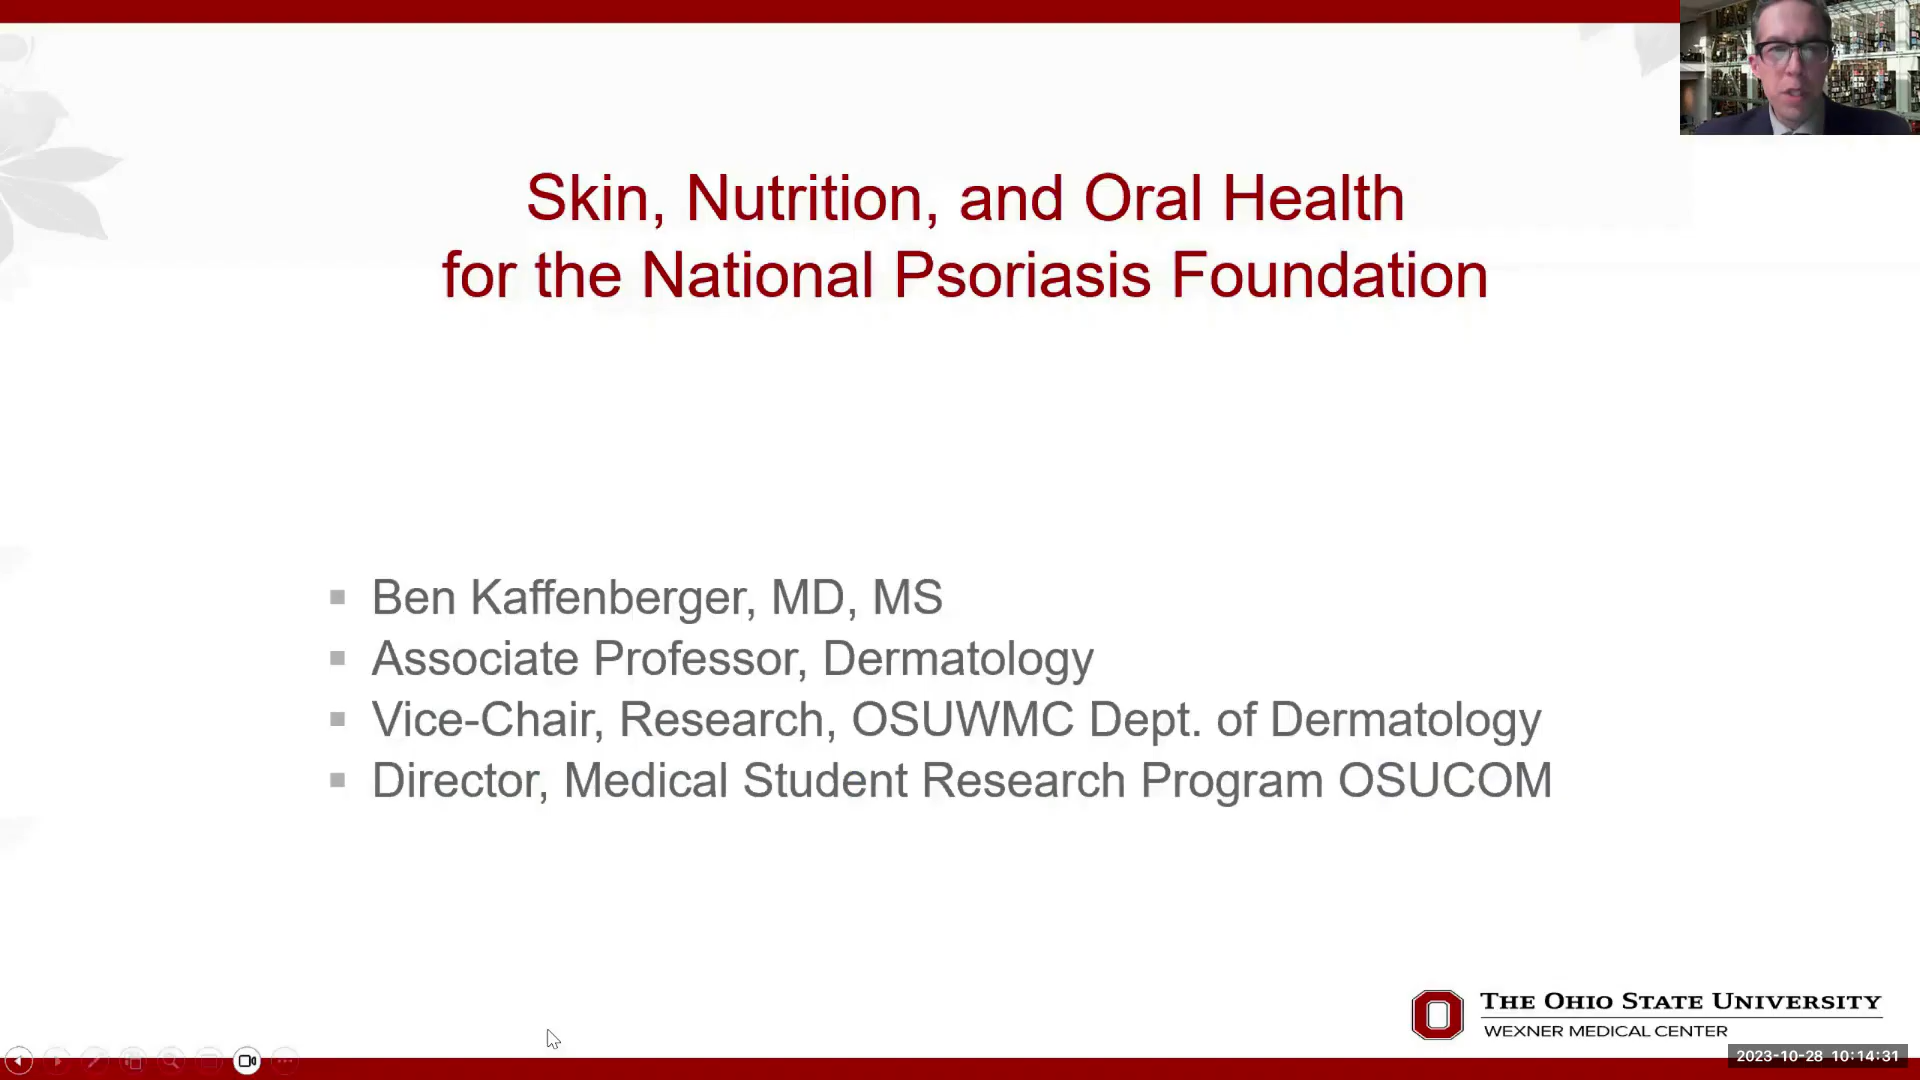 Skin, Nutrition, and Oral Health
for the National Psoriasis Foundation
Ben Kaffenberger, MD, MS
Associate Professor, Dermatology
Vice-Chair, Research, OSUWMC Dept. of Dermatology
Director, Medical Student Research Program OSUCOM
THE OHIO STATE UNIVERSITY
WEXNER MEDICAL CENTER
2023-10-28 10:14:31